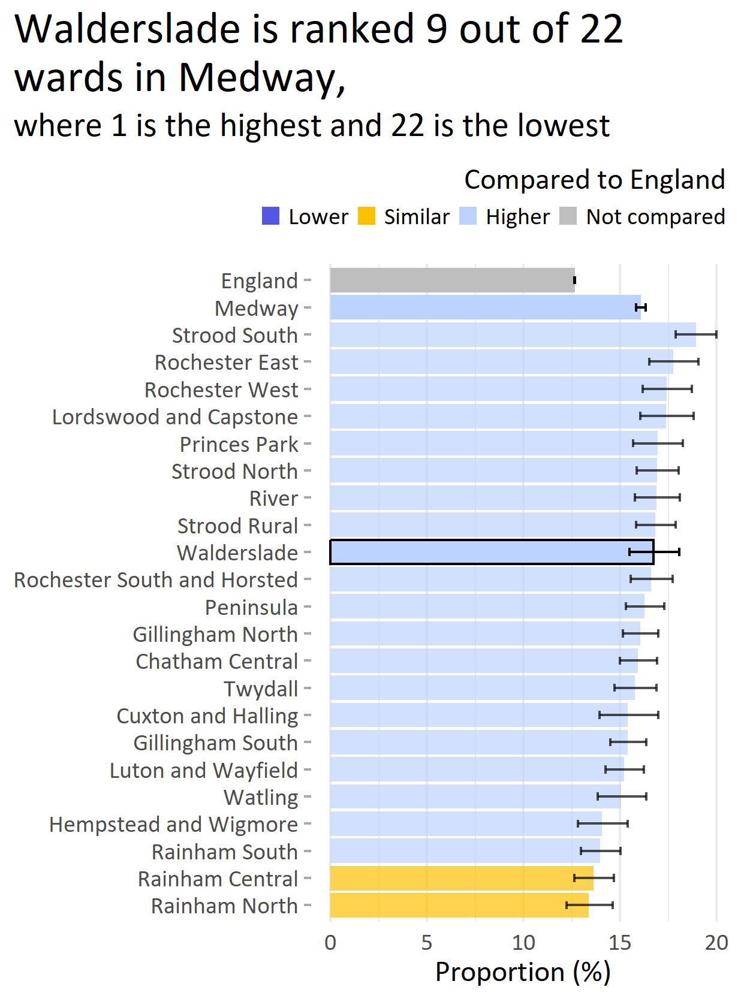 Walderslade is ranked 9 out of 22
wards in Medway,
where 1 is the highest and 22 is the lowest
Compared to England
Lower Similar Higher Not compared
England
Medway
Strood South
Rochester East
Rochester West
Lordswood and Capstone
Princes Park
Strood North
River
Strood Rural
Walderslade
Rochester South and Horsted
Peninsula
Gillingham North
Chatham Central
Twydall
Cuxton and Halling
Gillingham South
Luton and Wayfield
Watling
Hempstead and Wigmore
Rainham South
Rainham Central
Rainham North
0 5 10 15 20
Proportion (%)